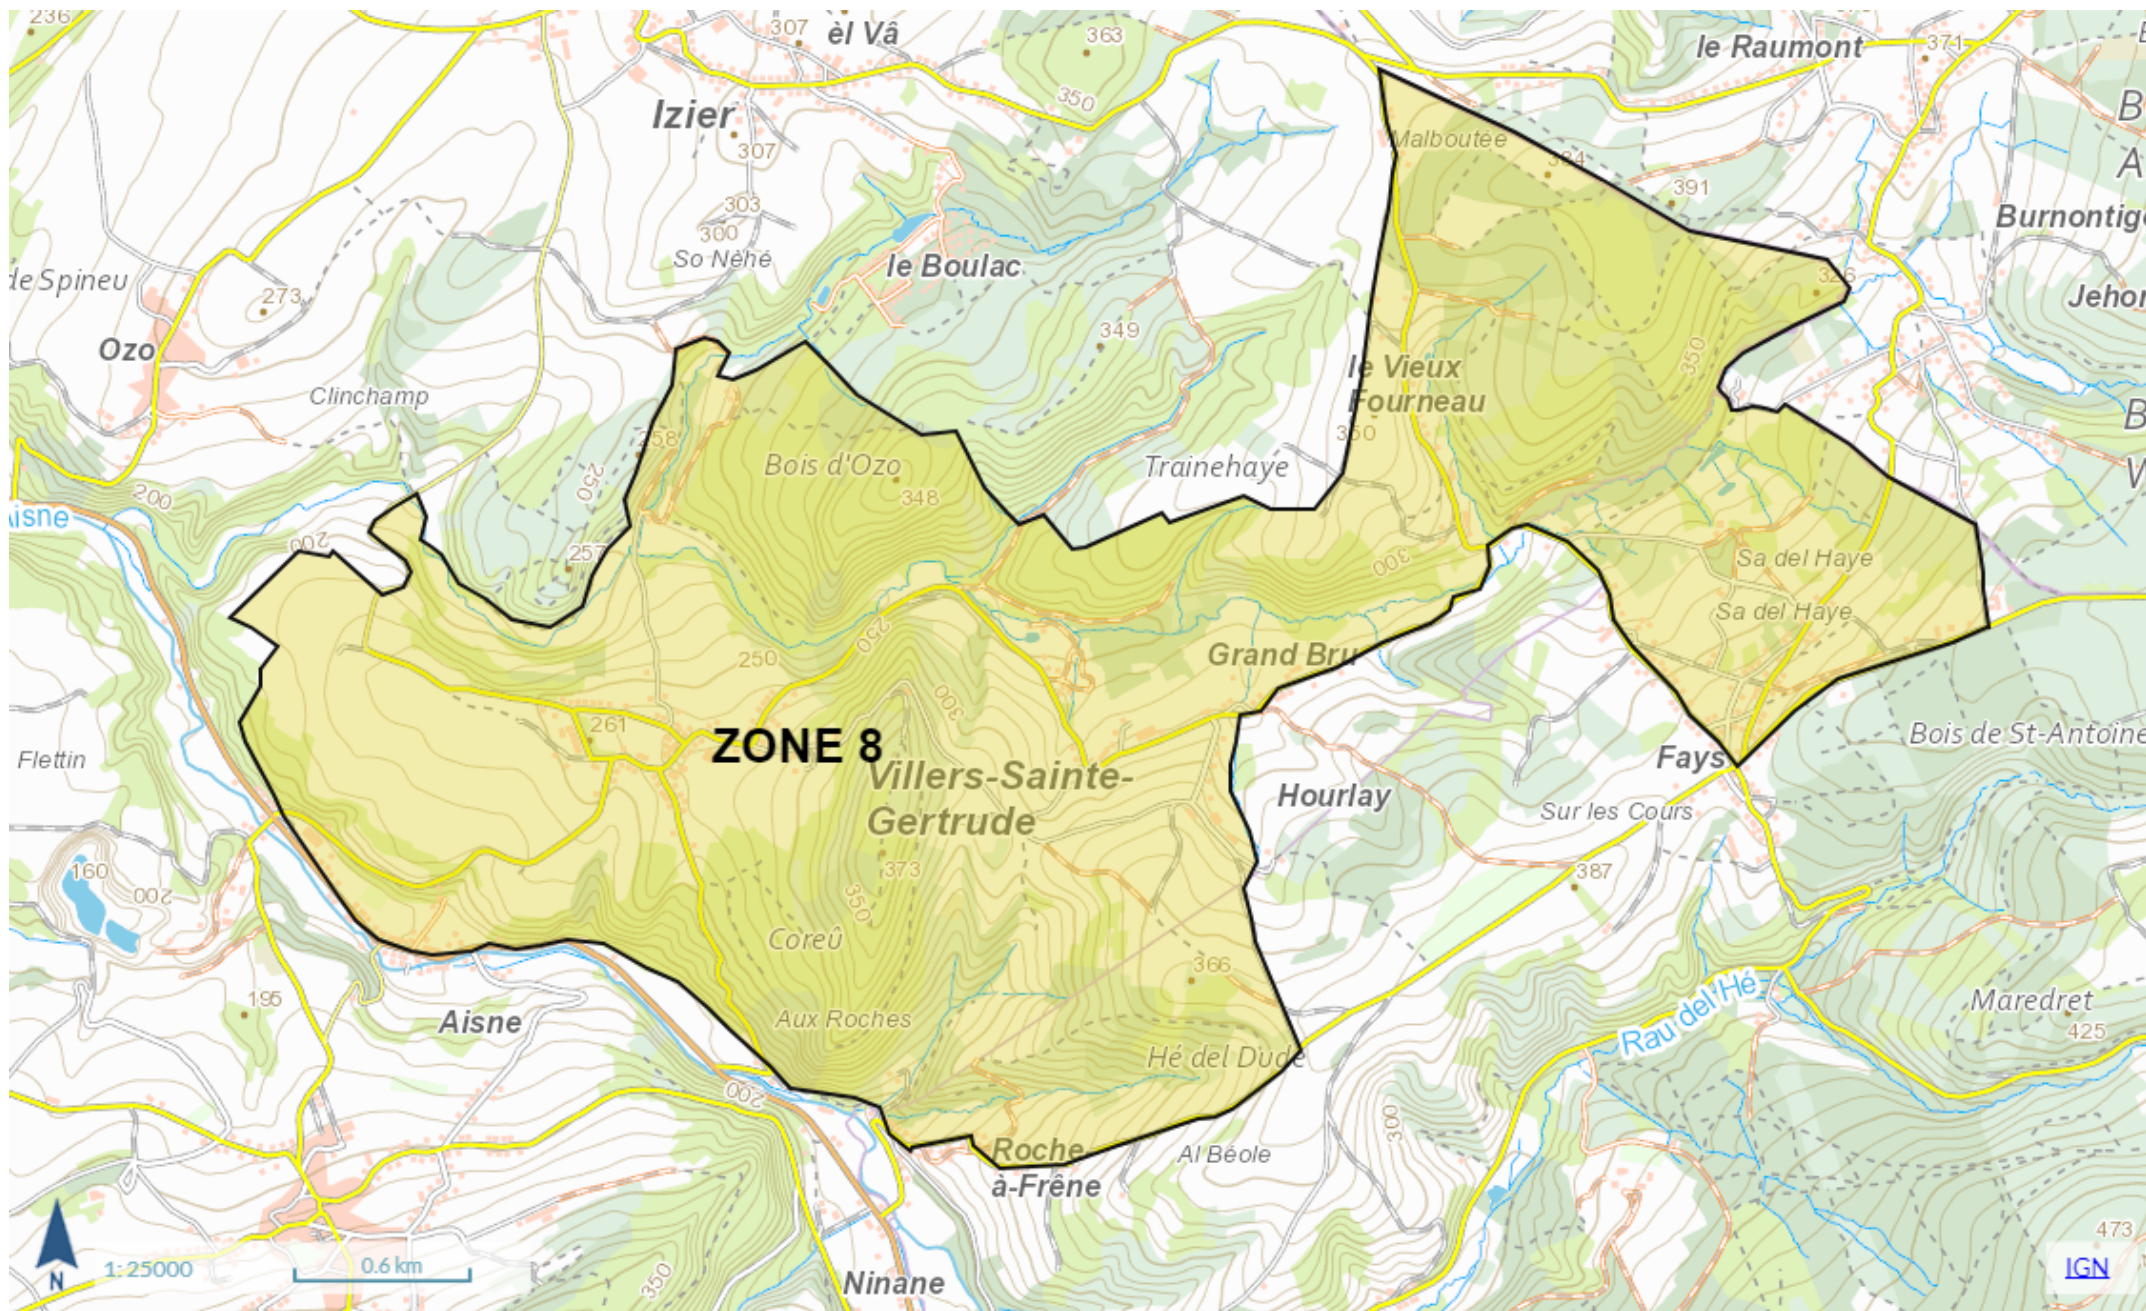 236
307
èl Vâ
363
le Raumont
371
350
Izier
307
B
Malboutée
384
A
391
303
300
Burnontige
So Néhé
le Boulac
de Spineu
326
273
Jehon
349
Ozo
350
le Vieux
Fourneau
Clinchamp
B
350
258
Bois d'Ozo
Trainehaye
250
348
V
200
isne
200
257
300
Sa del Haye
Sa del Haye
250
250
Grand Bru
300
261
ZONE 8
Bois de St-Antoine
Flettin
Fays
Villers-Sainte-
Gertrude
Hourlay
Sur les Cours
160
200
373
387
350
Coreû
366
195
Aisne
Aux Roches
Rau del'Hé
Maredret
425
Hé del Dude
200
300
Roche-
à-Frêne
Al Béole
473
N
1: 25000
0.6 km
350
Ninane
IGN